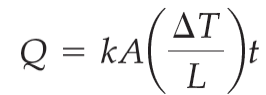 Q = kA(ΔT/L)t